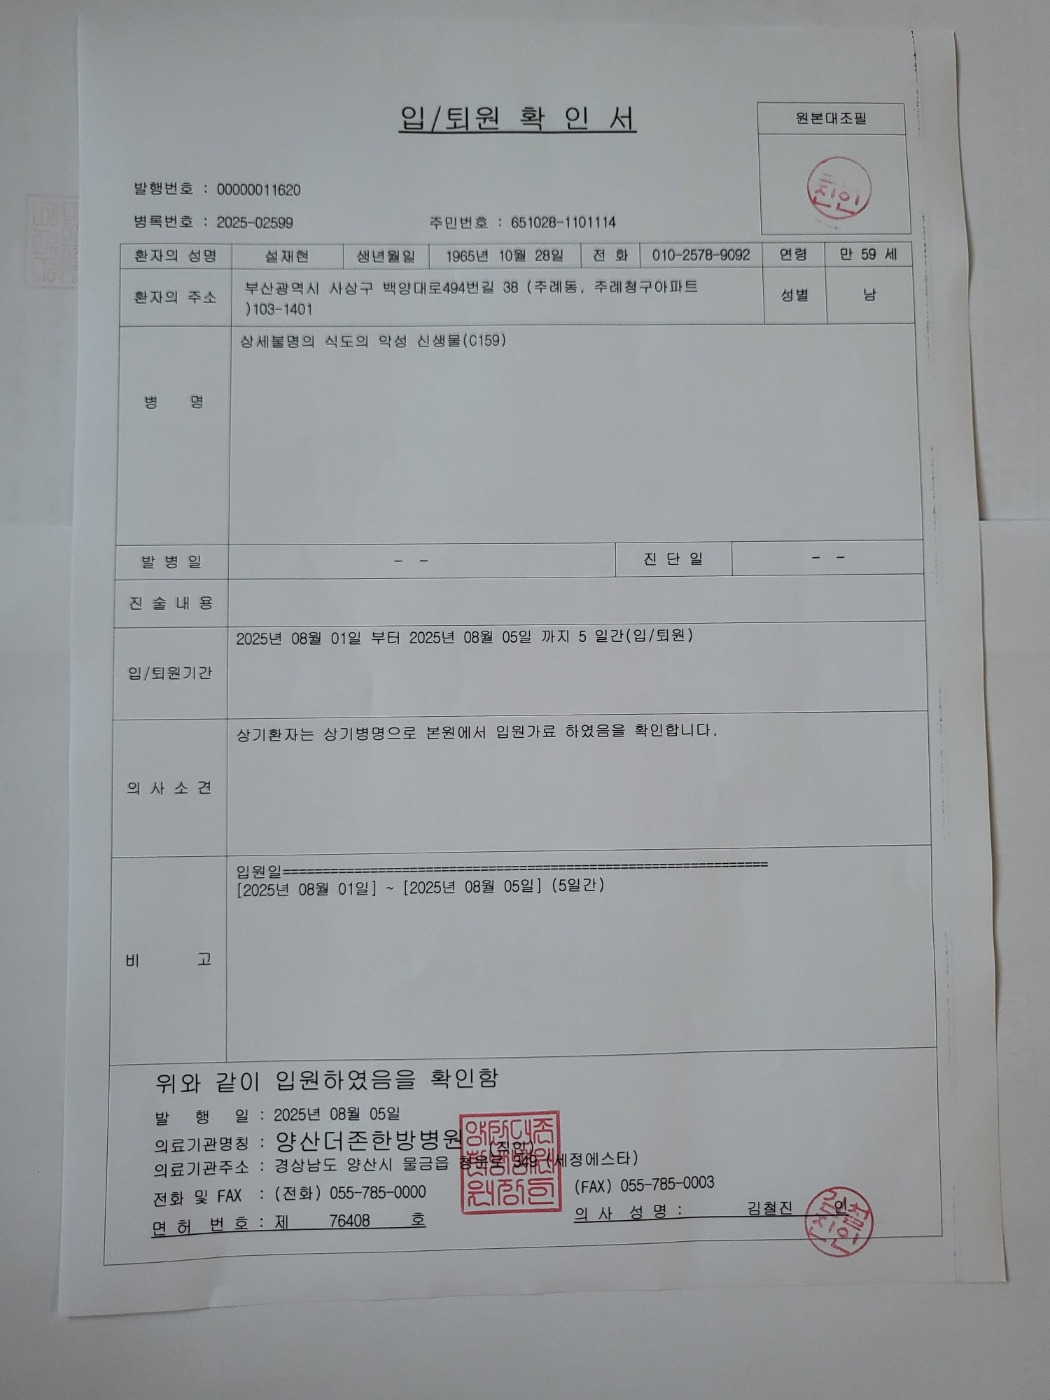 입/퇴원 확 인 서
원본대조필
발행번호 : 00000011620
병록번호 : 2025-02599 주민번호 : 651028-1101114
환자의 성명 설재현 생년월일 1965년 10월 28일 전 화 010-2578-9092 연령 만 59 세
환자의 주소 부산광역시 사상구 백양대로494번길 38 (주례동, 주례청구아파트
)103-1401
성별 남
병 명 상세불명의 식도의 악성 신생물(C159)
발 병 일 - - 진 단 일 - -
진 술 내 용
입/퇴원기간 2025년 08월 01일 부터 2025년 08월 05일 까지 5 일간(입/퇴원)
의 사 소 견 상기환자는 상기병명으로 본원에서 입원가료 하였음을 확인합니다.
비 고 입원일==============================================================
[2025년 08월 01일] ~ [2025년 08월 05일] (5일간)
위와 같이 입원하였음을 확인함
발 행 일 : 2025년 08월 05일
의료기관명칭 : 양산더존한방병원 (직인)
의료기관주소 : 경상남도 양산시 물금읍 949 (세정에스타)
전화 및 FAX : (전화) 055-785-0000 (FAX) 055-785-0003
면 허 번 호 : 제 76408 호 의 사 성 명 : 김철진 인